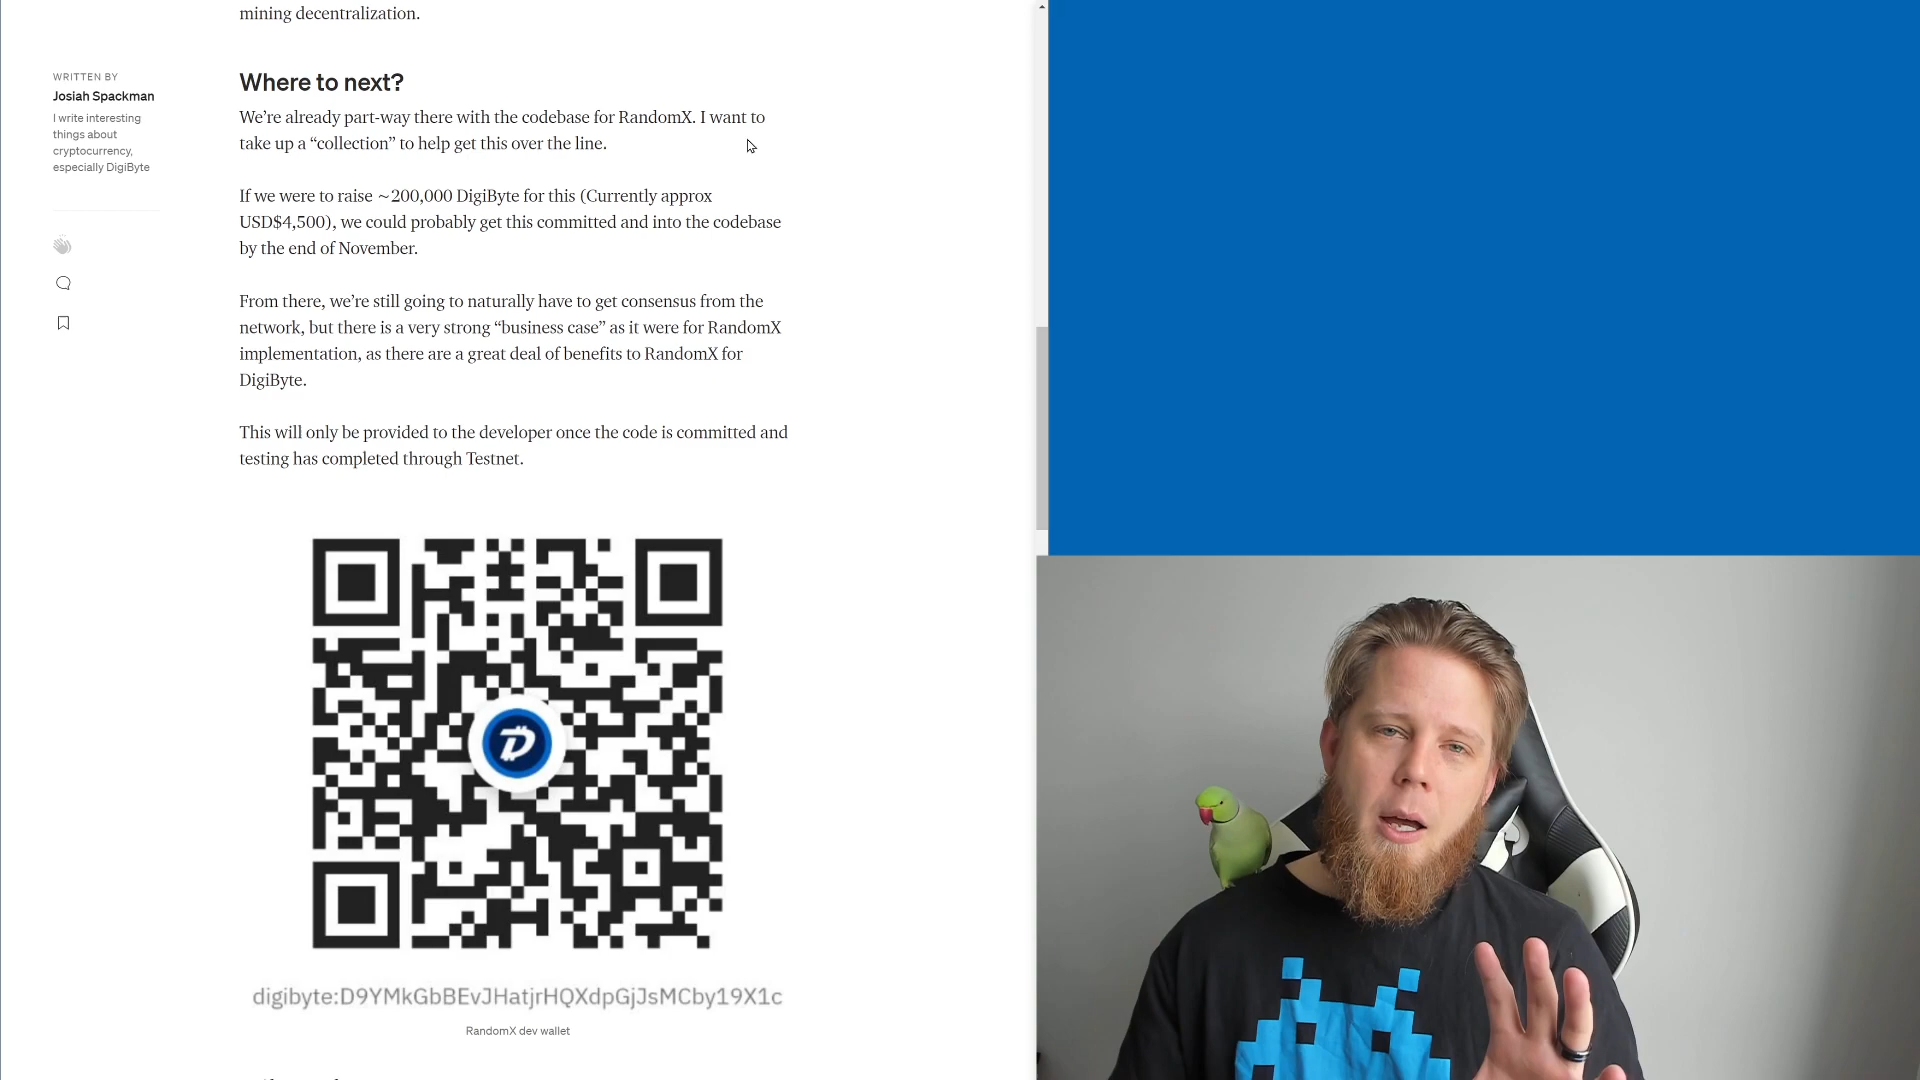 mining decentralization.
WRITTEN BY
Josiah Spackman
I write interesting
things about
cryptocurrency,
especially DigiByte
Where to next?
We’re already part-way there with the codebase for RandomX. I want to
take up a “collection” to help get this over the line.
If we were to raise ~200,000 DigiByte for this (Currently approx
USD$4,500), we could probably get this committed and into the codebase
by the end of November.
From there, we’re still going to naturally have to get consensus from the
network, but there is a very strong “business case” as it were for RandomX
implementation, as there are a great deal of benefits to RandomX for
DigiByte.
This will only be provided to the developer once the code is committed and
testing has completed through Testnet.
digibyte:D9YMkGbBEvJHatjrHQXdpGjJsMCby19X1c
RandomX dev wallet